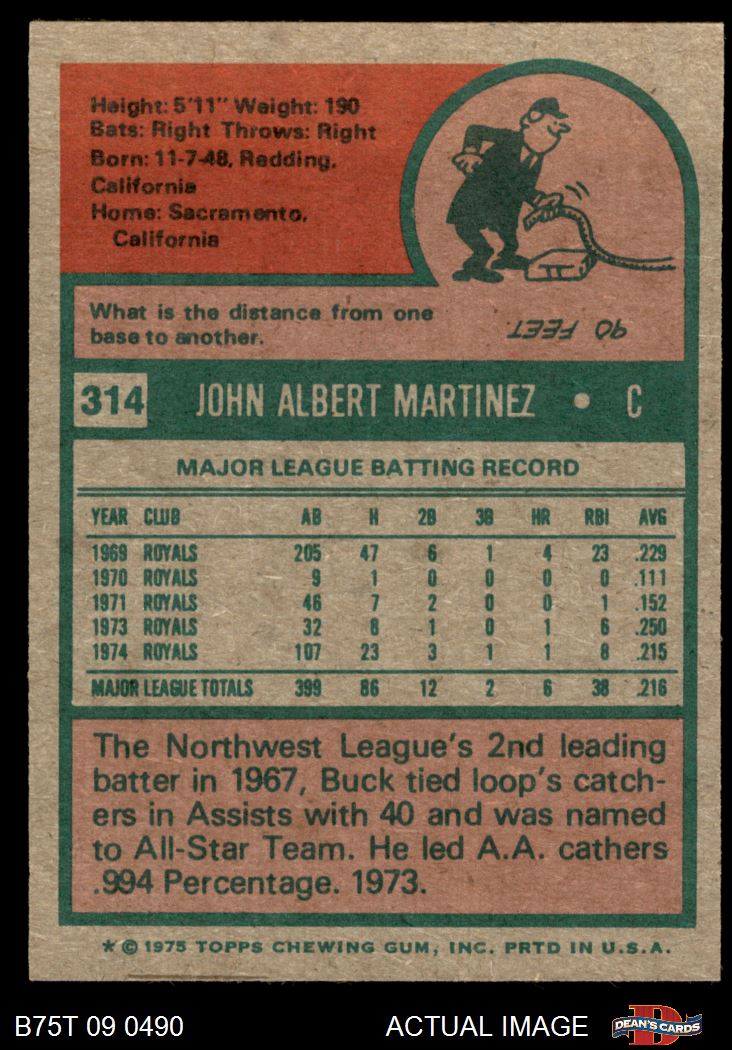 Height: 5'11" Weight: 190
Bats: Right Throws: Right
Born: 11-7-48, Redding,
California
Home: Sacramento,
California
What is the distance from one
base to another.
90 FEET
314 JOHN ALBERT MARTINEZ • C
MAJOR LEAGUE BATTING RECORD
YEAR CLUB AB H 2B 3B HR RBI AVG
1969 ROYALS 205 47 6 1 4 23 .229
1970 ROYALS 9 1 0 0 0 0 .111
1971 ROYALS 46 7 2 0 0 1 .152
1973 ROYALS 32 8 1 0 1 6 .250
1974 ROYALS 107 23 3 1 1 8 .215
MAJOR LEAGUE TOTALS 399 86 12 2 6 38 .216
The Northwest League's 2nd leading
batter in 1967, Buck tied loop's catch-
ers in Assists with 40 and was named
to All-Star Team. He led A.A. cathers
.994 Percentage. 1973.
* © 1975 TOPPS CHEWING GUM, INC. PRTD IN U.S.A.
B75T 09 0490 ACTUAL IMAGE DEAN'S CARDS